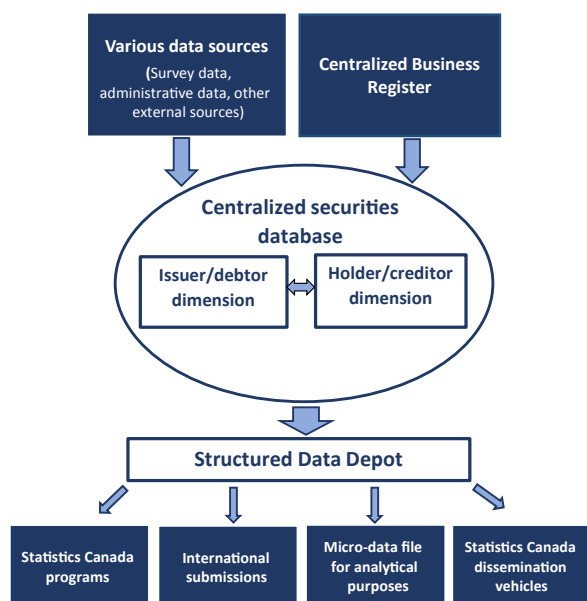 Various data sources
(Survey data,
administrative data, other
external sources)
Centralized Business
Register
Centralized securities
database
Issuer/debtor
dimension
Holder/creditor
dimension
Structured Data Depot
Statistics Canada
programs
International
submissions
Micro-data file
for analytical
purposes
Statistics Canada
dissemination
vehicles